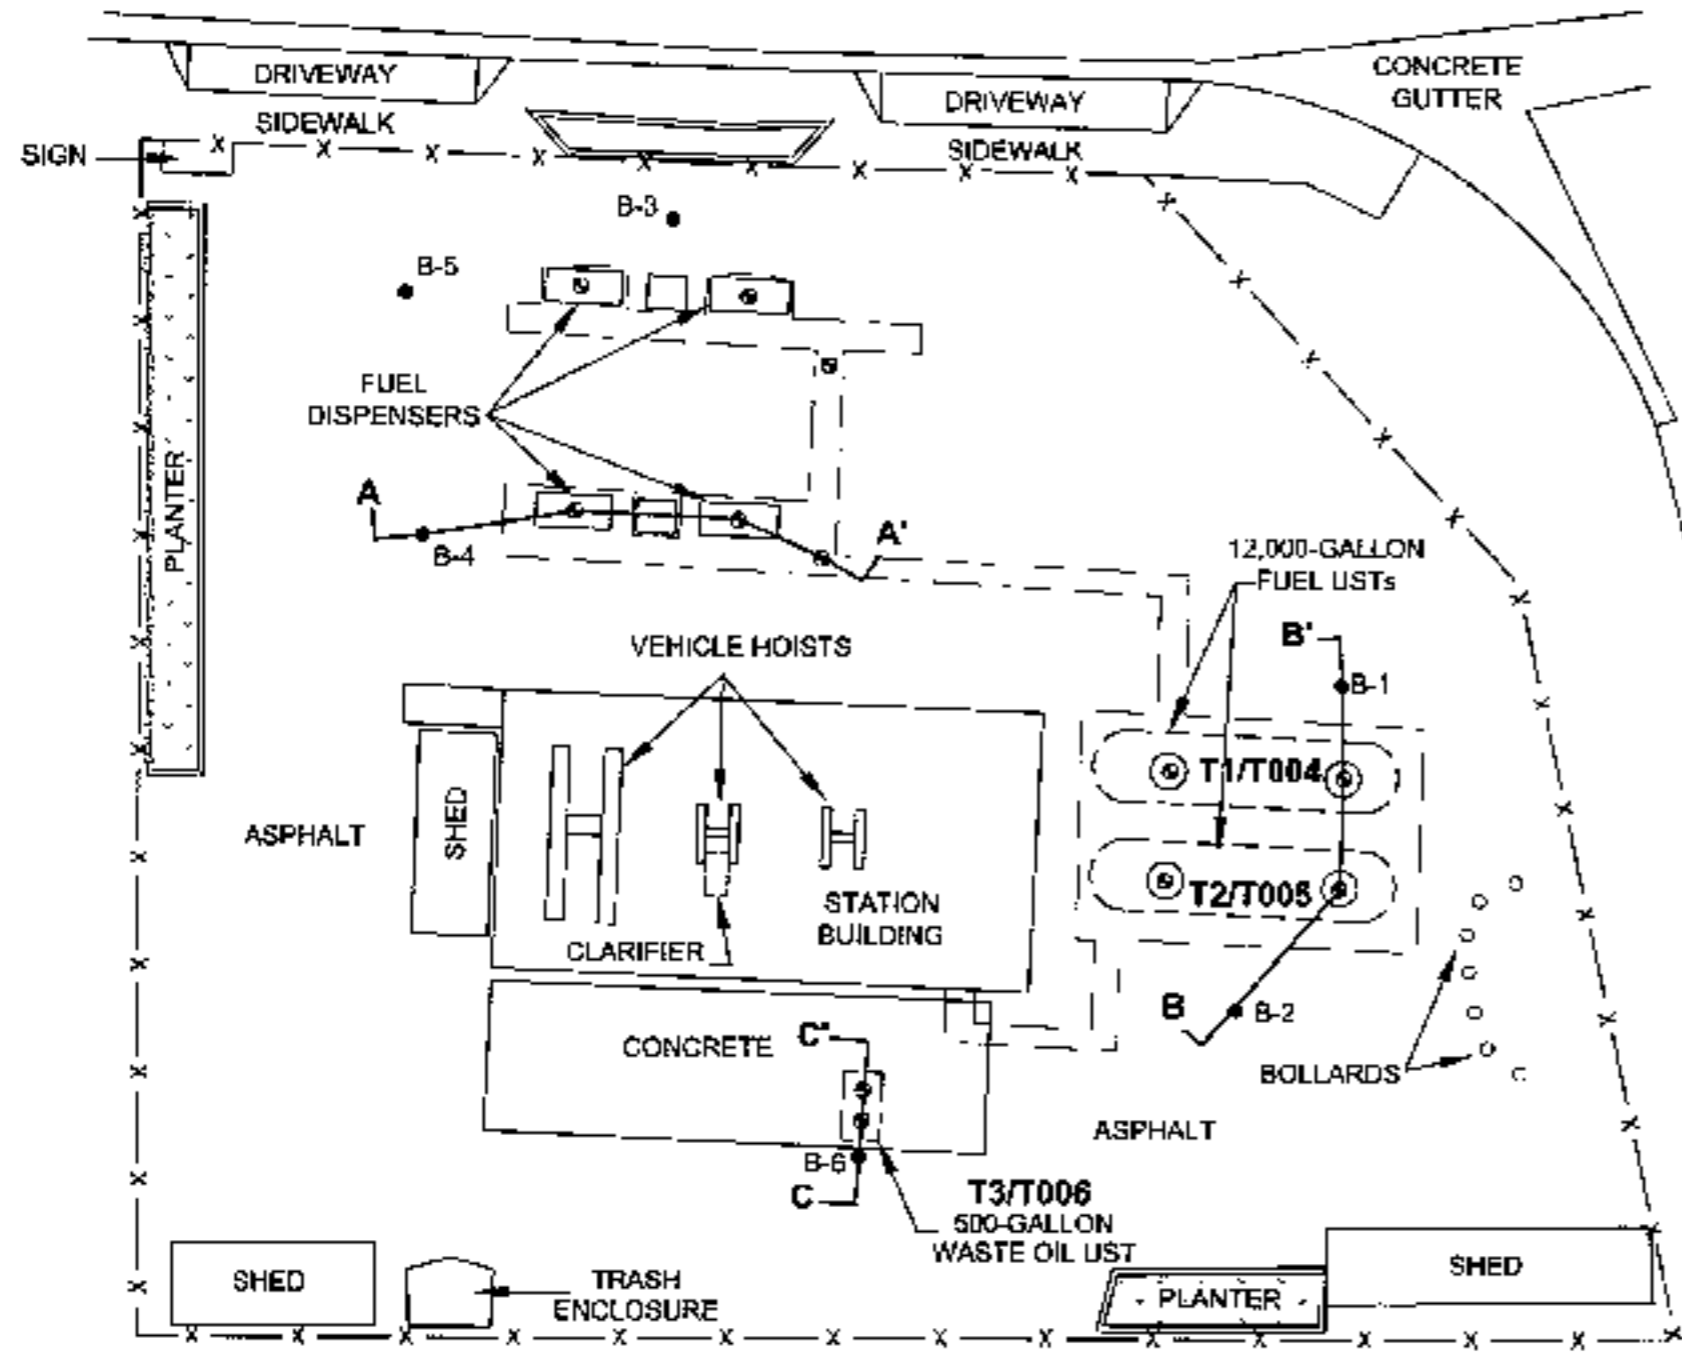 DRIVEWAY
CONCRETE
GUTTER
DRIVEWAY
SIDEWALK
SIGN
SIDEWALK
B-3
B-5
FUEL
DISPENSERS
PLANTER
A
A'
B-4
12,000-GALLON
FUEL USTs
B'
VEHICLE HOISTS
B-1
T1/T004
SHED
ASPHALT
T2/T005
STATION
BUILDING
CLARIFIER
B
B-2
C'
CONCRETE
BOLLARDS
ASPHALT
B-6
C
T3/T006
500-GALLON
WASTE OIL UST
SHED
TRASH
ENCLOSURE
PLANTER
SHED